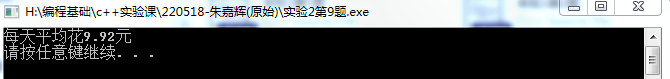 H:\编程基础\c++实验课\220518-朱嘉辉(原始)\实验2第9题.exe
每天平均花9.92元
请按任意键继续. . .